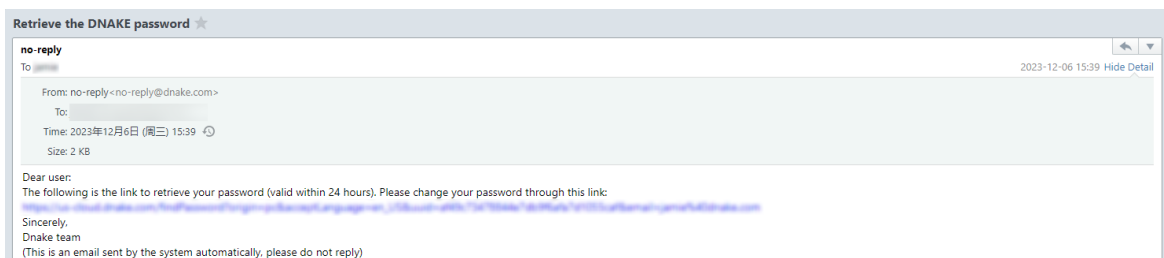 Retrieve the DNAKE password
no-reply
To
2023-12-06 15:39 Hide Detail
From: no-reply<no-reply@dnake.com>
To:
Time: 2023年12月6日 (周三) 15:39
Size: 2 KB
Dear user:
The following is the link to retrieve your password (valid within 24 hours). Please change your password through this link:
Sincerely,
Dnake team
(This is an email sent by the system automatically, please do not reply)